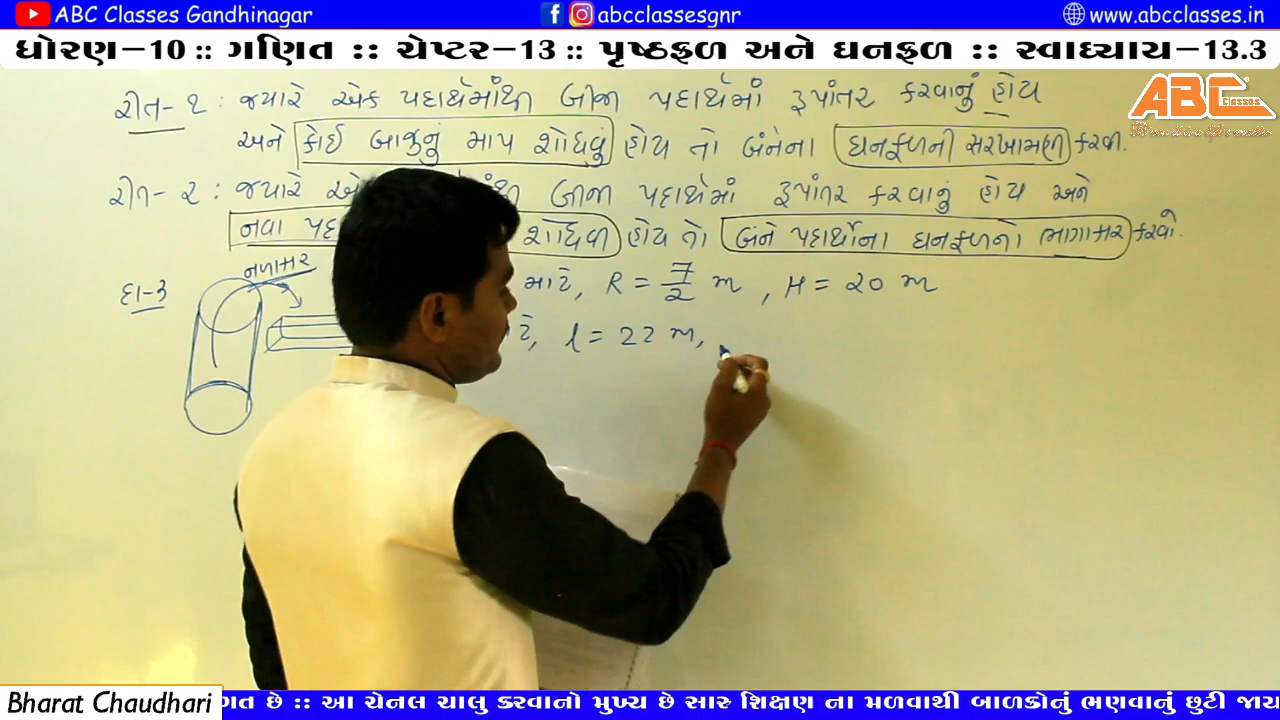 ABC Classes Gandhinagar
abcclassesgnr
www.abcclasses.in
ધોરણ-10 :: ગણિત :: ચેપ્ટર-13 :: પૃષ્ઠફળ અને ઘનફળ :: સ્વાધ્યાય-13.3
ABC Classes
રીત-૧ : જ્યારે એક પદાર્થમાંથી બીજા પદાર્થમાં રૂપાંતર કરવાનું હોય
અને કોઈ બાજુનું માપ શોધવું હોય તો બંનેના ઘનફળની સરખામણી કરવી.
રીત-૨ : જ્યારે બીજા પદાર્થમાં રૂપાંતર કરવાનું હોય અને
નવા શોધવી હોય તો બંને પદાર્થોના ઘનફળનો ભાગાકાર કરવો.
નળાકાર
દા-૩ માટે, R = 7/2 m , H = ૨૦ m
l = 22 m,
Bharat Chaudhari
છે :: આ ચેનલ ચાલુ કરવાનો મુખ્ય છે સારુ શિક્ષણ ના મળવાથી બાળકોનું ભણવાનું છુટી જાય